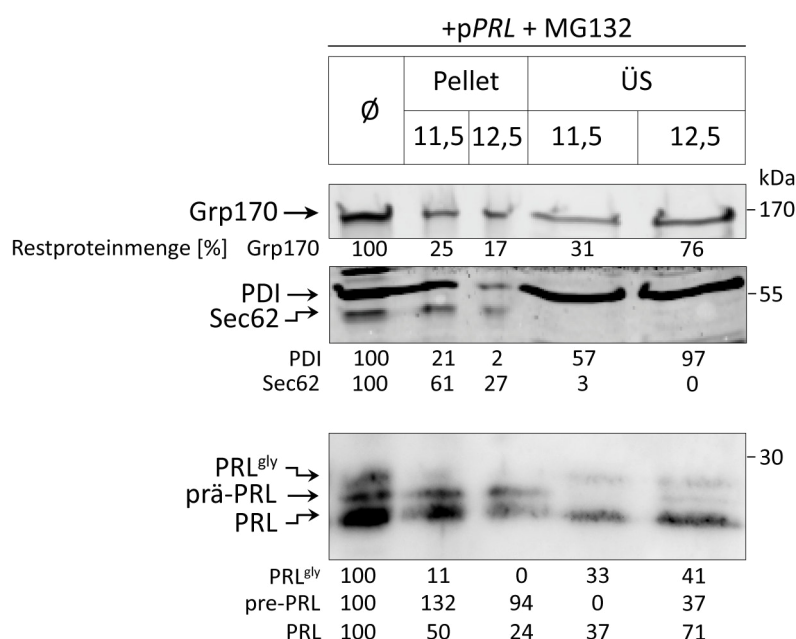 +pPRL + MG132
Ø Pellet ÜS
11,5 12,5 11,5 12,5
kDa
Grp170 170
Restproteinmenge [%] Grp170 100 25 17 31 76
PDI 55
Sec62
PDI 100 21 2 57 97
Sec62 100 61 27 3 0
30
PRLgly
prä-PRL
PRL
PRLgly 100 11 0 33 41
pre-PRL 100 132 94 0 37
PRL 100 50 24 37 71